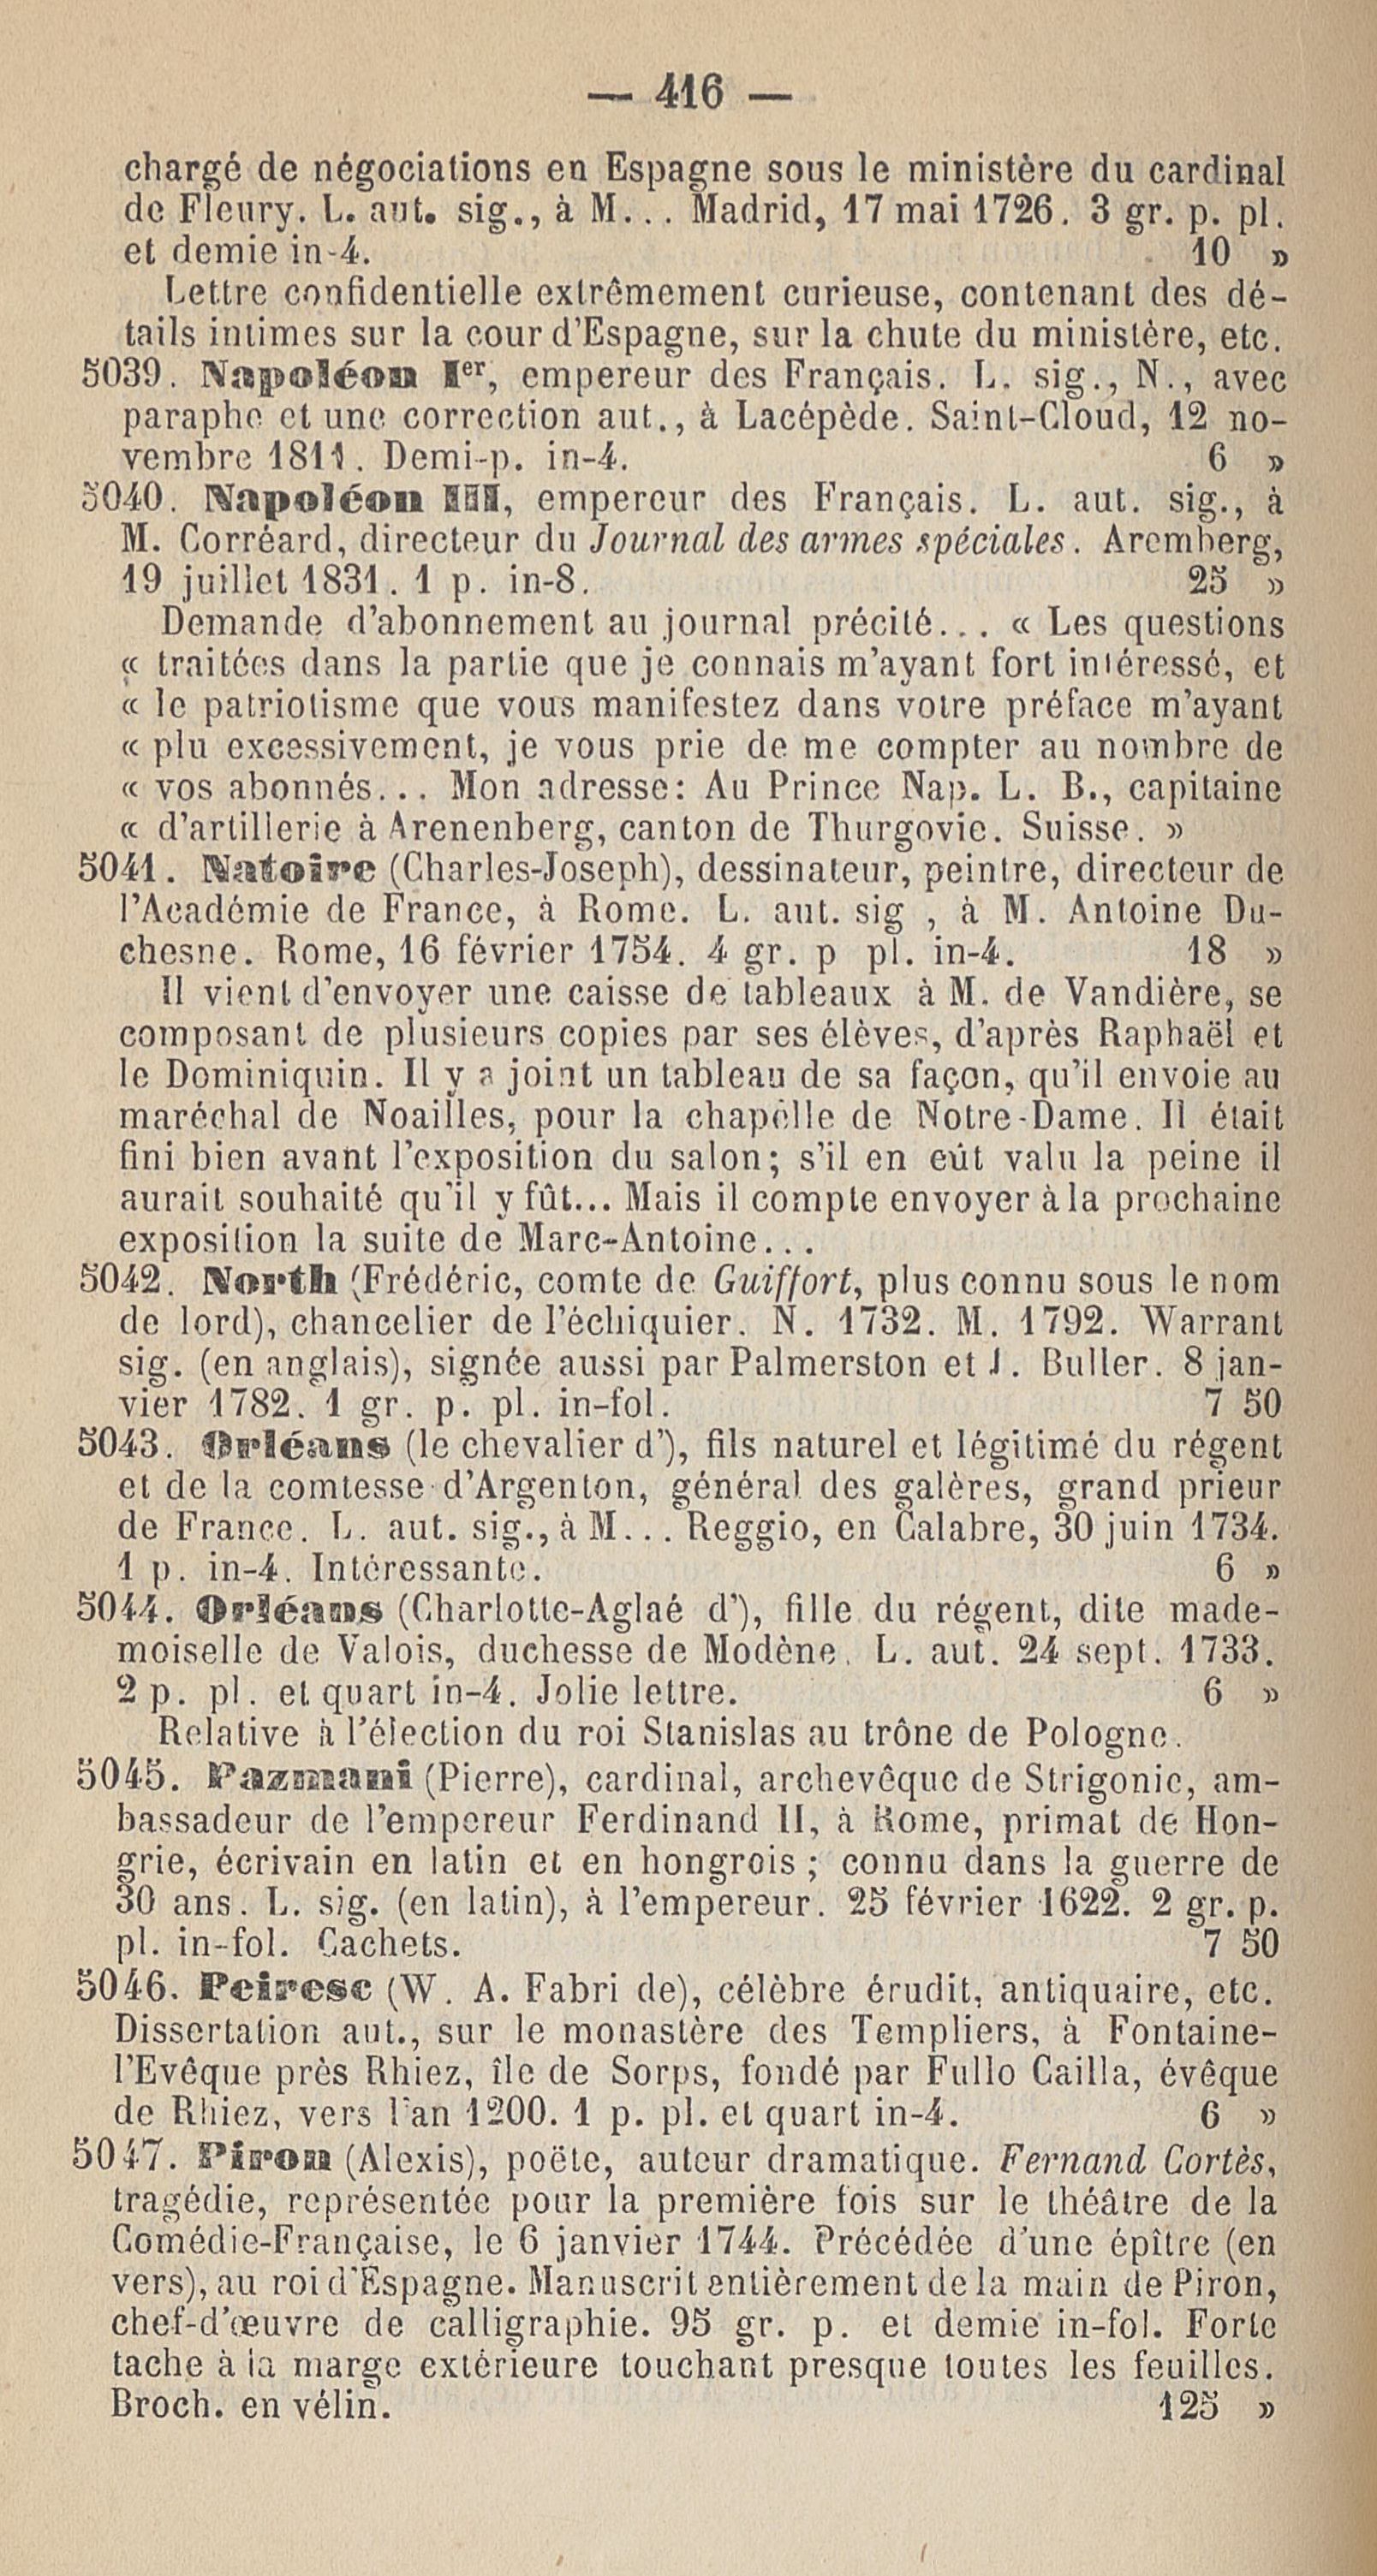 — 416 —
chargé de négociations en Espagne sous le ministère du cardinal
de Fleury. L. aut. sig., à M... Madrid, 17 mai 1726. 3 gr. p. pl.
et demie in-4. 10 »
Lettre confidentielle extrêmement curieuse, contenant des dé-
tails intimes sur la cour d'Espagne, sur la chute du ministère, etc.
5039. Napoléon Ier, empereur des Français. L. sig., N., avec
paraphe et une correction aut., à Lacépède. Saint-Cloud, 12 no-
vembre 1811. Demi-p. in-4. 6 »
5040. Napoléon III, empereur des Français. L. aut. sig., à
M. Corréard, directeur du Journal des armes spéciales. Aremberg,
19 juillet 1831. 1 p. in-8. 25 »
Demande d'abonnement au journal précité... « Les questions
« traitées dans la partie que je connais m'ayant fort intéressé, et
« le patriotisme que vous manifestez dans votre préface m'ayant
« plu excessivement, je vous prie de me compter au nombre de
« vos abonnés... Mon adresse: Au Prince Nap. L. B., capitaine
« d'artillerie à Arenenberg, canton de Thurgovie. Suisse. »
5041. Natoire (Charles-Joseph), dessinateur, peintre, directeur de
l'Académie de France, à Rome. L. aut. sig , à M. Antoine Du-
chesne. Rome, 16 février 1754. 4 gr. p pl. in-4. 18 »
Il vient d'envoyer une caisse de tableaux à M. de Vandière, se
composant de plusieurs copies par ses élèves, d'après Raphaël et
le Dominiquin. Il y a joint un tableau de sa façon, qu'il envoie au
maréchal de Noailles, pour la chapelle de Notre-Dame. Il était
fini bien avant l'exposition du salon; s'il en eût valu la peine il
aurait souhaité qu'il y fût... Mais il compte envoyer à la prochaine
exposition la suite de Marc-Antoine...
5042. North (Frédéric, comte de Guiffort, plus connu sous le nom
de lord), chancelier de l'échiquier. N. 1732. M. 1792. Warrant
sig. (en anglais), signée aussi par Palmerston et J. Buller. 8 jan-
vier 1782. 1 gr. p. pl. in-fol. 7 50
5043. Orléans (le chevalier d'), fils naturel et légitimé du régent
et de la comtesse d'Argenton, général des galères, grand prieur
de France. L. aut. sig., à M... Reggio, en Calabre, 30 juin 1734.
1 p. in-4. Intéressante. 6 »
5044. Orléans (Charlotte-Aglaé d'), fille du régent, dite made-
moiselle de Valois, duchesse de Modène. L. aut. 24 sept. 1733.
2 p. pl. et quart in-4. Jolie lettre. 6 »
Relative à l'élection du roi Stanislas au trône de Pologne.
5045. Pazmani (Pierre), cardinal, archevêque de Strigonie, am-
bassadeur de l'empereur Ferdinand II, à Rome, primat de Hon-
grie, écrivain en latin et en hongrois ; connu dans la guerre de
30 ans. L. sig. (en latin), à l'empereur. 25 février 1622. 2 gr. p.
pl. in-fol. Cachets. 7 50
5046. Peiresc (W. A. Fabri de), célèbre érudit, antiquaire, etc.
Dissertation aut., sur le monastère des Templiers, à Fontaine-
l'Evêque près Rhiez, île de Sorps, fondé par Fullo Cailla, évêque
de Rhiez, vers l'an 1200. 1 p. pl. et quart in-4. 6 »
5047. Piron (Alexis), poëte, auteur dramatique. Fernand Cortès,
tragédie, représentée pour la première fois sur le théâtre de la
Comédie-Française, le 6 janvier 1744. Précédée d'une épître (en
vers), au roi d'Espagne. Manuscrit entièrement de la main de Piron,
chef-d'œuvre de calligraphie. 95 gr. p. et demie in-fol. Forte
tache à la marge extérieure touchant presque toutes les feuilles.
Broch. en vélin. 125 »